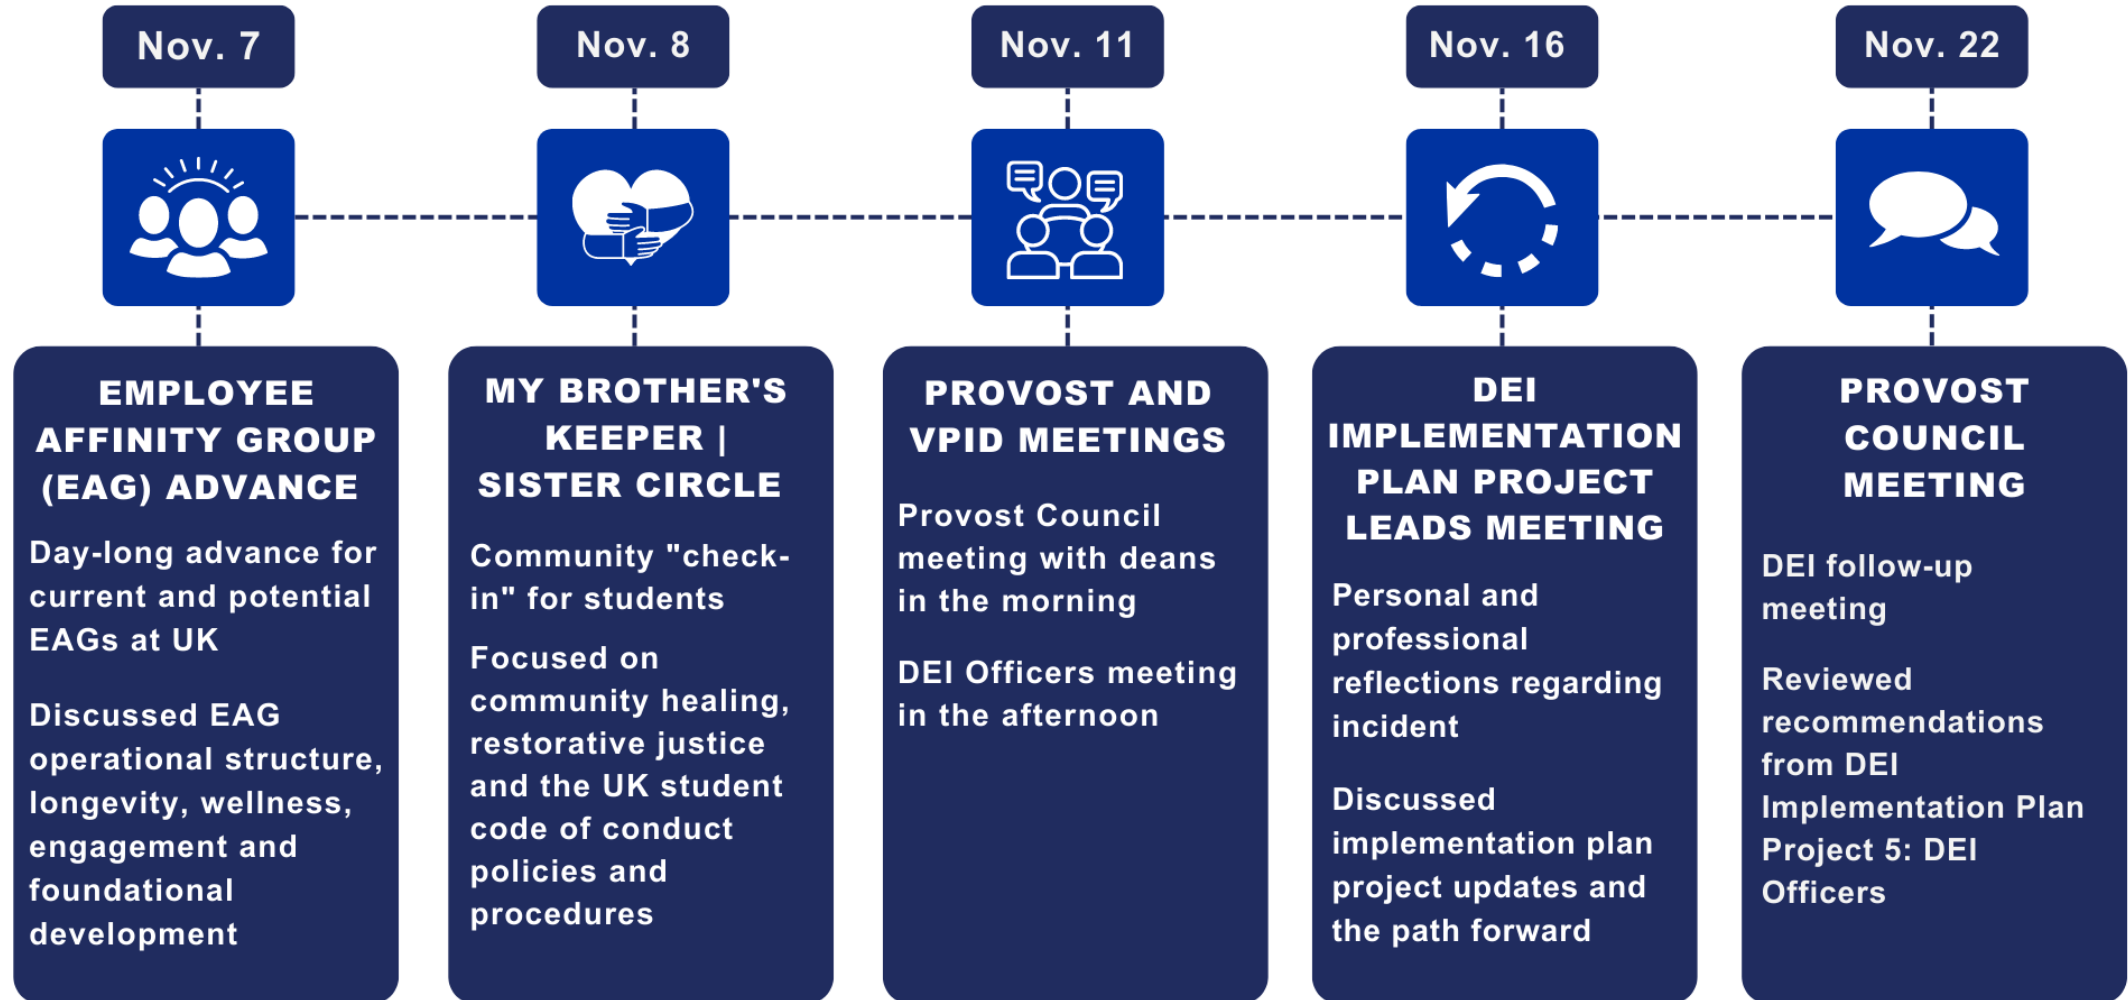 Nov. 7
Nov. 8
Nov. 11
Nov. 16
Nov. 22
EMPLOYEE
AFFINITY GROUP
(EAG) ADVANCE
Day-long advance for
current and potential
EAGs at UK
Discussed EAG
operational structure,
longevity, wellness,
engagement and
foundational
development
MY BROTHER'S
KEEPER |
SISTER CIRCLE
Community "check-
in" for students
Focused on
community healing,
restorative justice
and the UK student
code of conduct
policies and
procedures
PROVOST AND
VPID MEETINGS
Provost Council
meeting with deans
in the morning
DEI Officers meeting
in the afternoon
DEI
IMPLEMENTATION
PLAN PROJECT
LEADS MEETING
Personal and
professional
reflections regarding
incident
Discussed
implementation plan
project updates and
the path forward
PROVOST
COUNCIL
MEETING
DEI follow-up
meeting
Reviewed
recommendations
from DEI
Implementation Plan
Project 5: DEI
Officers